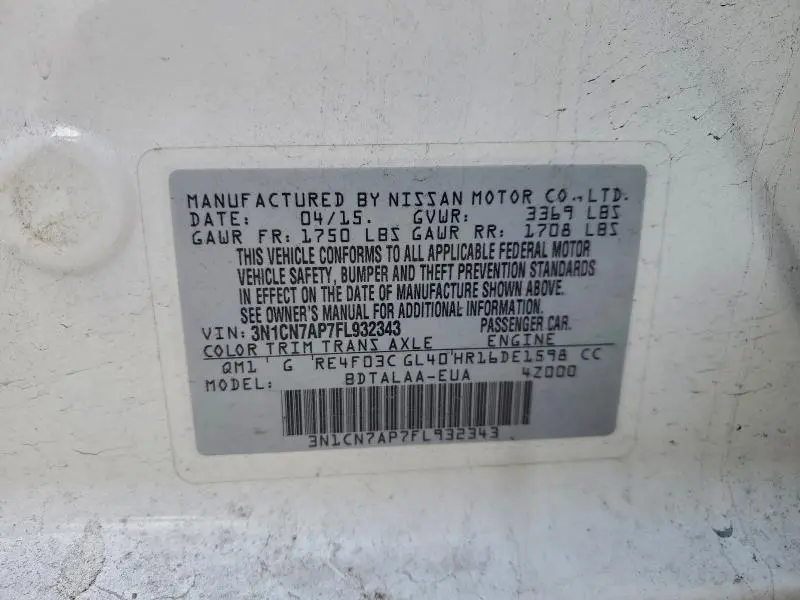 MANUFACTURED BY NISSAN MOTOR CO.,LTD.
DATE: 04/15. GVWR: 3369 LBS
GAWR FR: 1750 LBS GAWR RR: 1708 LBS
THIS VEHICLE CONFORMS TO ALL APPLICABLE FEDERAL MOTOR
VEHICLE SAFETY, BUMPER AND THEFT PREVENTION STANDARDS
IN EFFECT ON THE DATE OF MANUFACTURE SHOWN ABOVE.
SEE OWNER'S MANUAL FOR ADDITIONAL INFORMATION.
VIN: 3N1CN7AP7FL932343 PASSENGER CAR.
COLOR TRIM TRANS AXLE ENGINE
QM1 G RE4F03C GL40 HR16DE1598 CC
MODEL: BDTALAA-EUA 4Z000
3N1CN7AP7FL932343